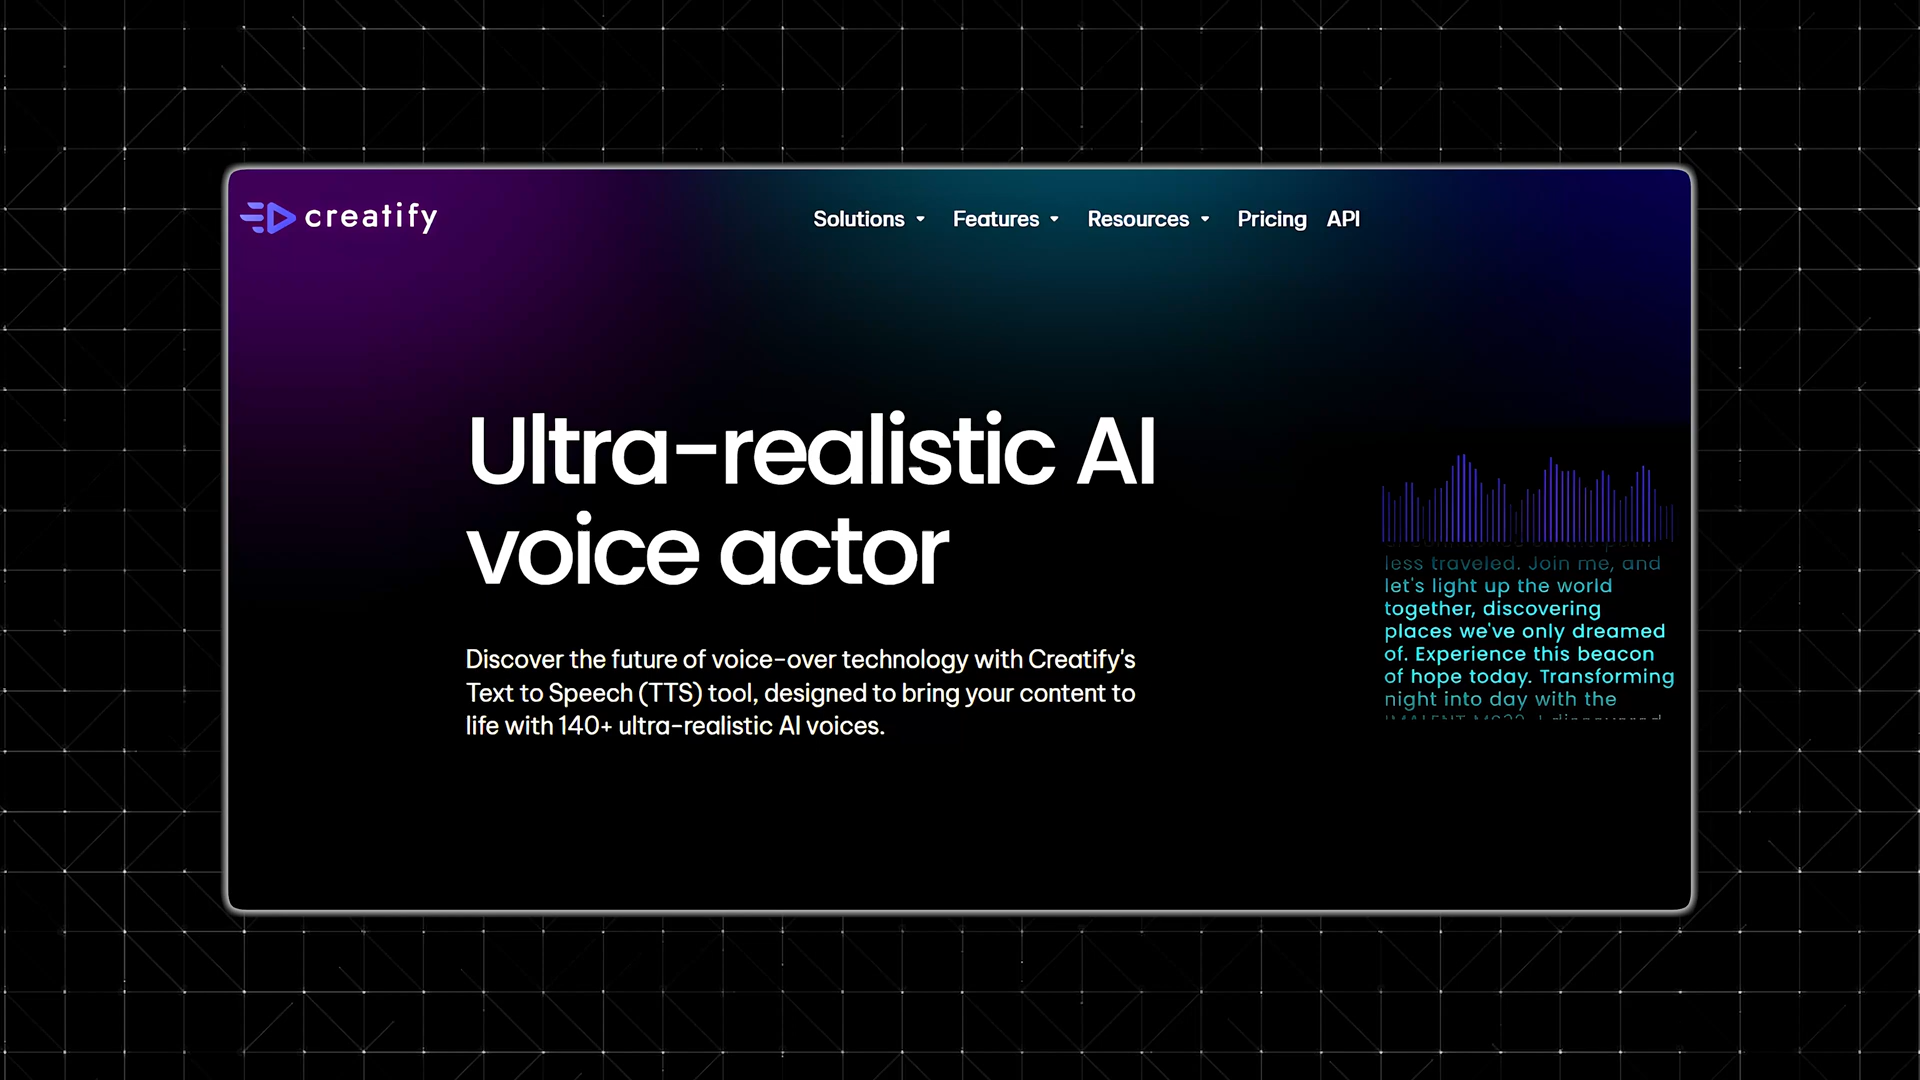 creatify
Solutions
Features
Resources
Pricing
API
Ultra-realistic AI
voice actor
Discover the future of voice-over technology with Creatify's
Text to Speech (TTS) tool, designed to bring your content to
life with 140+ ultra-realistic AI voices.
less traveled. Join me, and
let's light up the world
together, discovering
places we've only dreamed
of. Experience this beacon
of hope today. Transforming
night into day with the